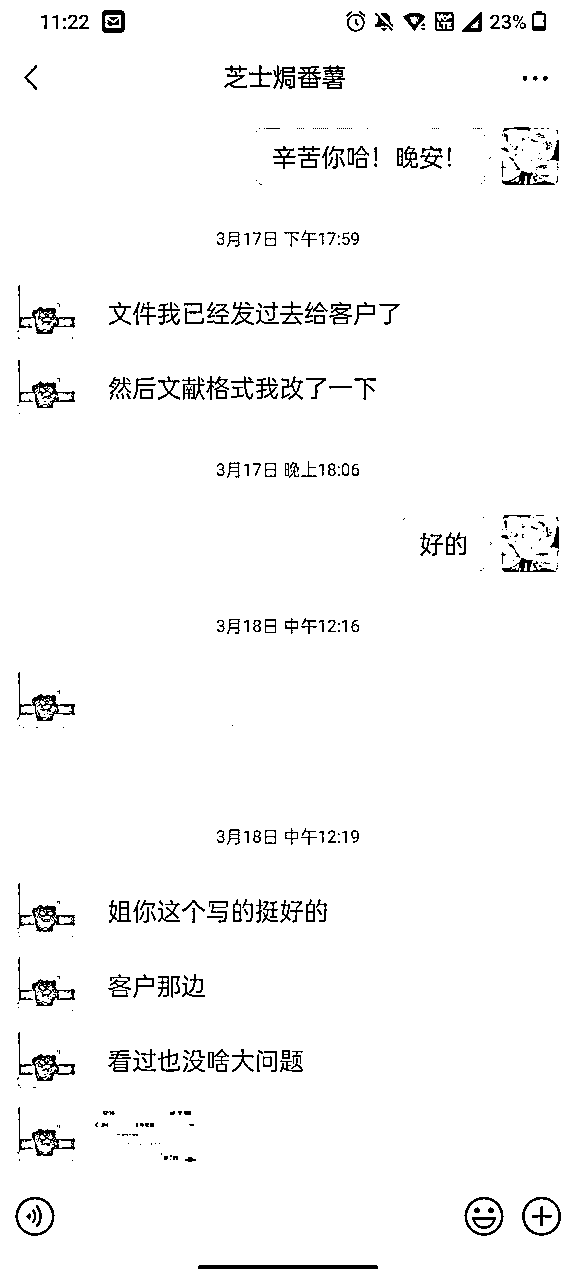 11:22
23%
芝士焗番薯
辛苦你哈！晚安！
3月17日 下午17:59
文件我已经发过去给客户了
然后文献格式我改了一下
3月17日 晚上18:06
好的
3月18日 中午12:16
3月18日 中午12:19
姐你这个写的挺好的
客户那边
看过也没啥大问题